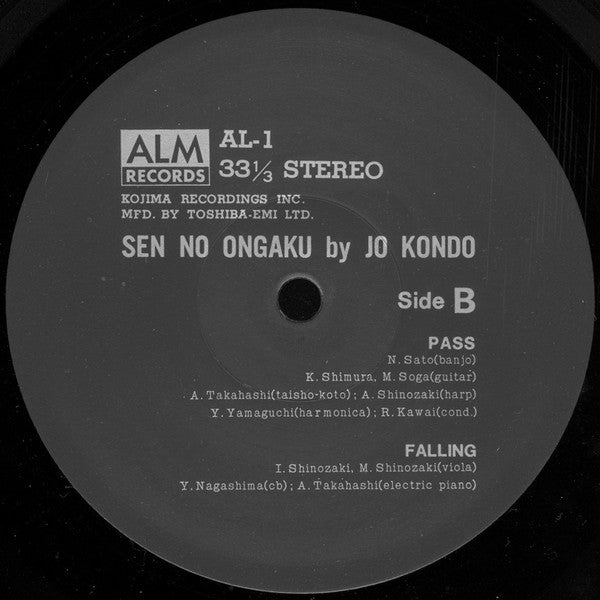 ALM
RECORDS
AL-1
33 1/3 STEREO
KOJIMA RECORDINGS INC.
MFD. BY TOSHIBA-EMI LTD.
SEN NO ONGAKU by JO KONDO
Side B
PASS
N. Sato(banjo)
K. Shimura, M. Soga(guitar)
A. Takahashi(taisho-koto); A. Shinozaki(harp)
Y. Yamaguchi(harmonica); R. Kawai(cond.)
FALLING
I. Shinozaki, M. Shinozaki(viola)
Y. Nagashima(cb); A. Takahashi(electric piano)